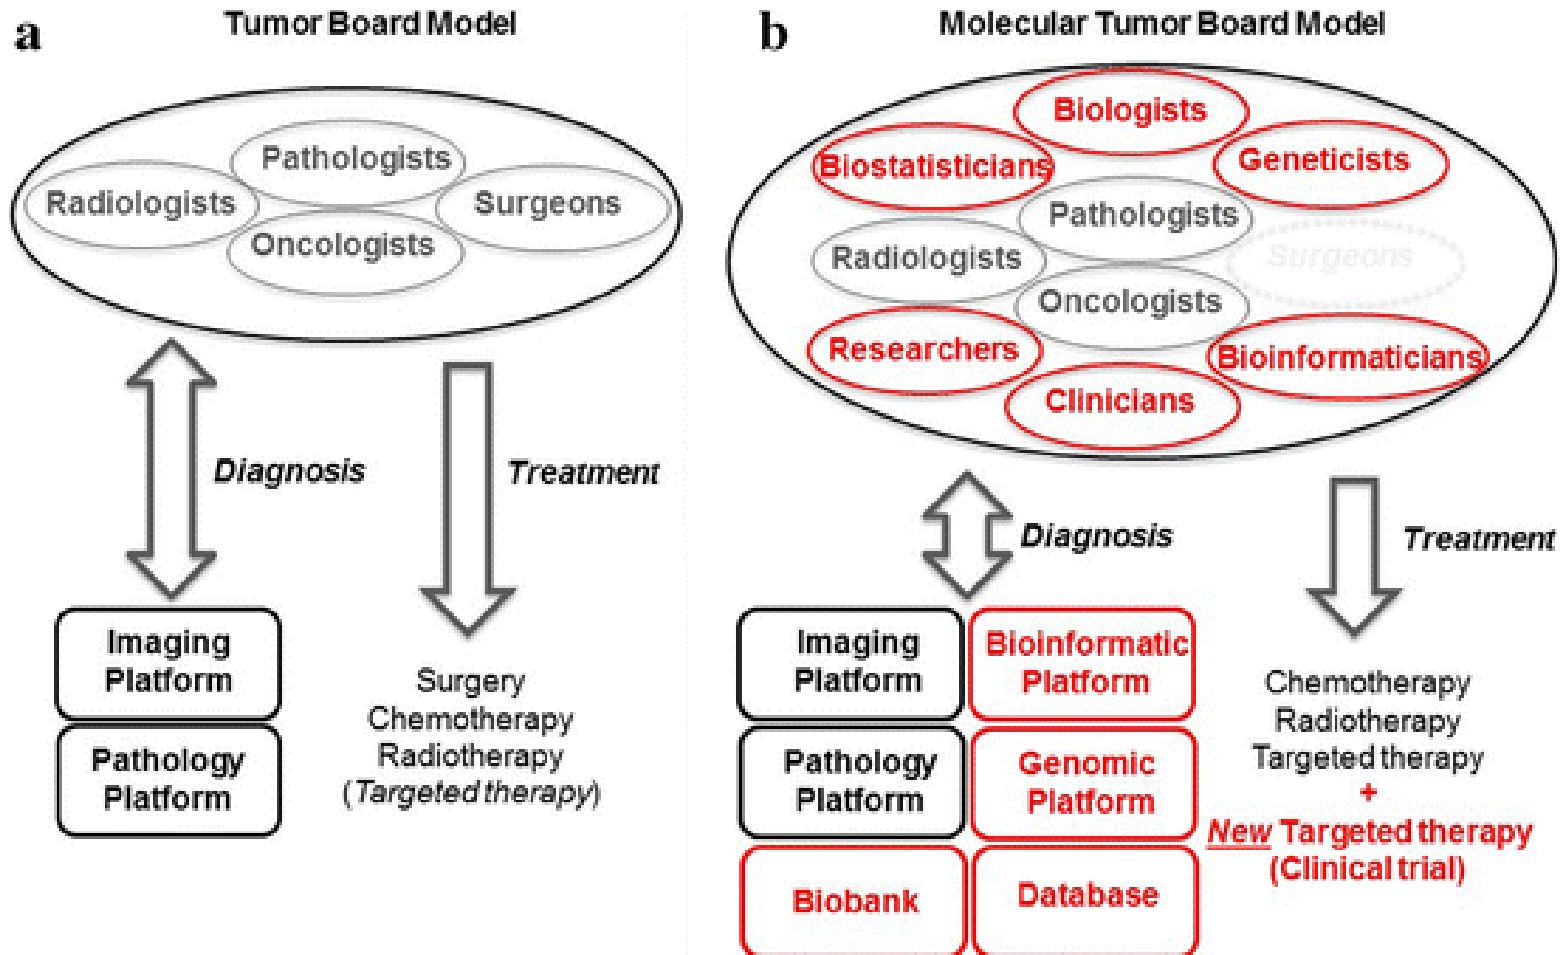 a
Tumor Board Model
Pathologists
Radiologists
Surgeons
Oncologists
Diagnosis
Treatment
Imaging
Platform
Pathology
Platform
Surgery
Chemotherapy
Radiotherapy
(Targeted therapy)
b
Molecular Tumor Board Model
Biologists
Biostatisticians
Geneticists
Pathologists
Radiologists
Surgeons
Oncologists
Researchers
Bioinformaticians
Clinicians
Diagnosis
Treatment
Imaging
Platform
Bioinformatic
Platform
Pathology
Platform
Genomic
Platform
Biobank
Database
Chemotherapy
Radiotherapy
Targeted therapy
+
New Targeted therapy
(Clinical trial)